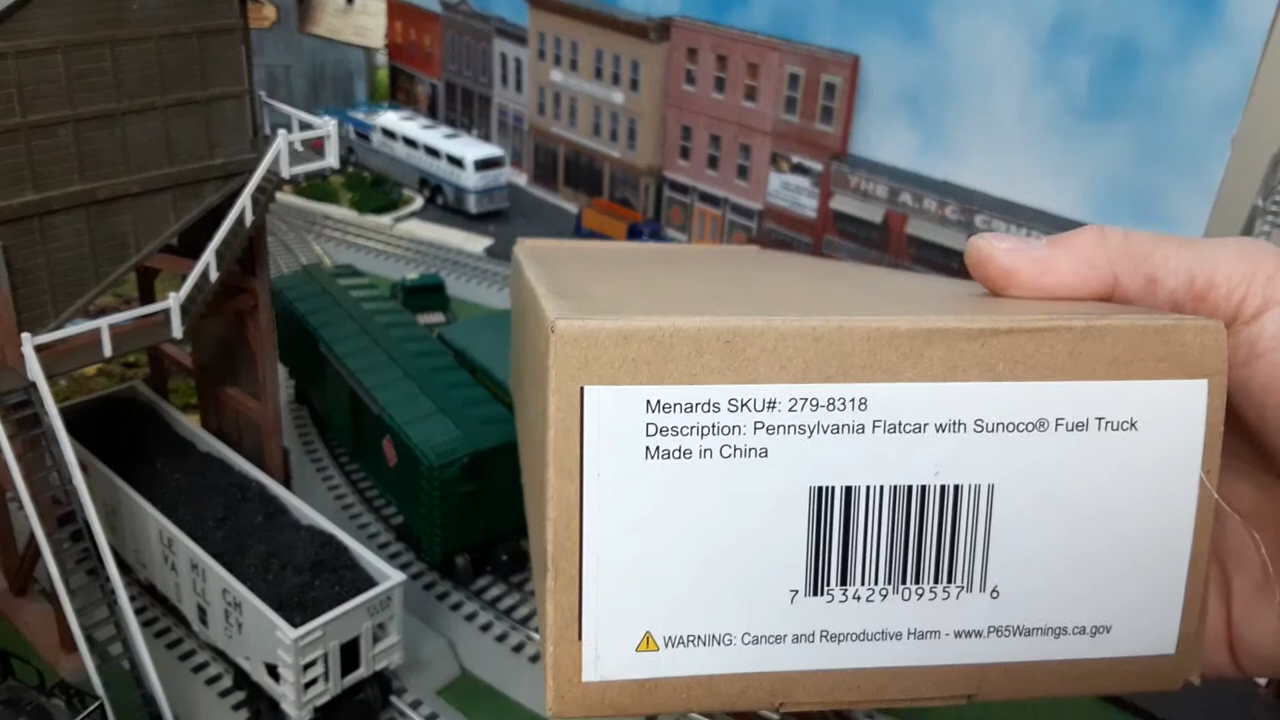 THE A.R.G.
Menards SKU#: 279-8318
Description: Pennsylvania Flatcar with Sunoco® Fuel Truck
Made in China
7 53429 09557 6
WARNING: Cancer and Reproductive Harm - www.P65Warnings.ca.gov
LEHIGH
VALLEY